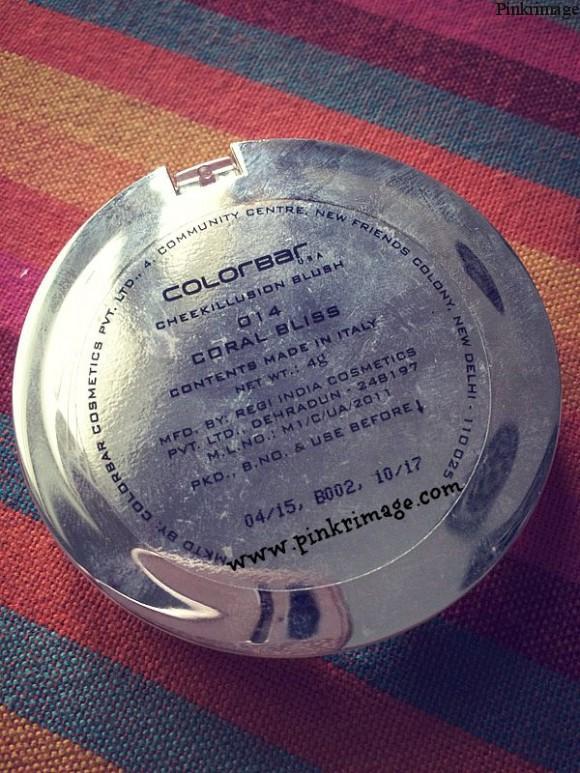 Pinkrimage
MKTD BY: COLORBAR COSMETICS PVT. LTD., 4, COMMUNITY CENTRE, NEW FRIENDS COLONY, NEW DELHI - 110025
COLORBAR
USA
CHEEKILLUSION BLUSH
014
CORAL BLISS
CONTENTS MADE IN ITALY
NET WT.: 4g
MFD. BY: REGI INDIA COSMETICS
PVT. LTD., DEHRADUN - 248197
M.L.NO.: M1/C/UA/2011
PKD., B.NO. & USE BEFORE↓
04/15, B002, 10/17
www.pinkrimage.com